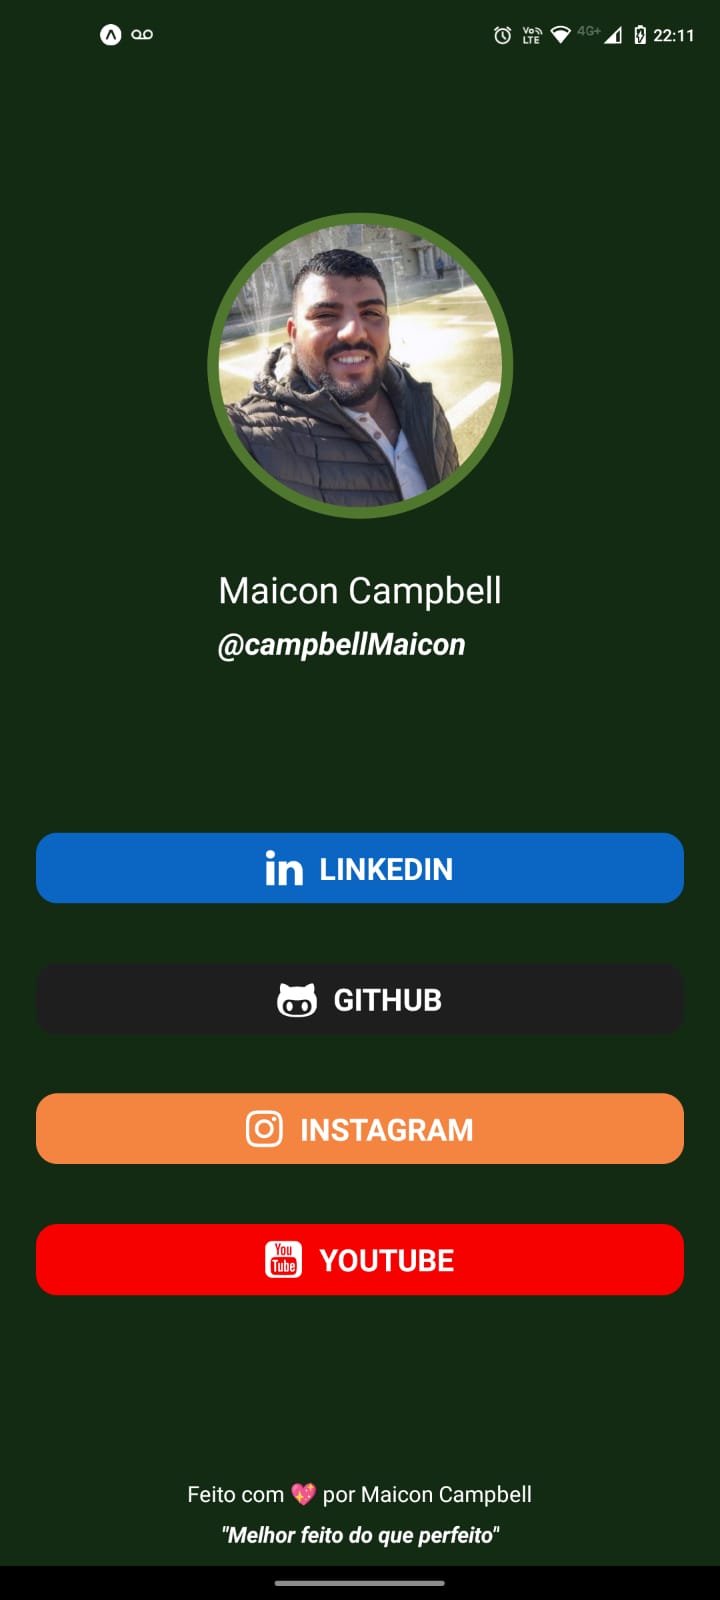 Vo LTE 4G+ 22:11
Maicon Campbell
@campbellMaicon
in LINKEDIN
GITHUB
INSTAGRAM
You Tube YOUTUBE
Feito com 💖 por Maicon Campbell
"Melhor feito do que perfeito"